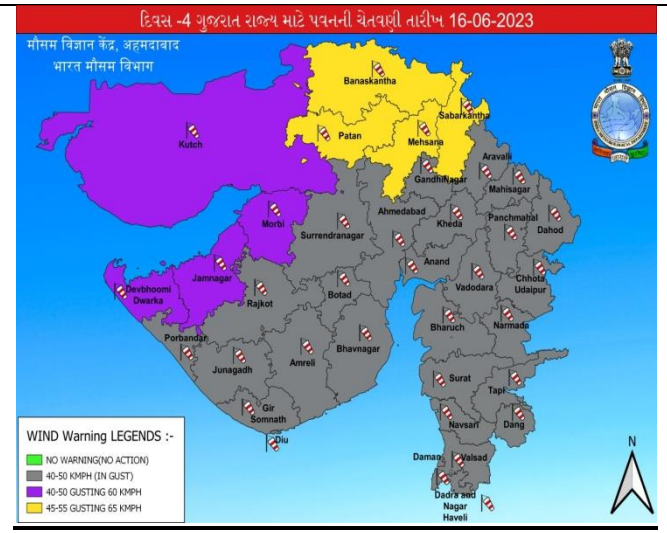 દિવસ -4 ગુજરાત રાજ્ય માટે પવનની ચેતવણી તારીખ 16-06-2023
मौसम विज्ञान केंद्र, अहमदाबाद
भारत मौसम विभाग
Banaskantha
Sabarkantha
Patan
Mehsana
Kutch
Aravalli
GandhiNagar
Mahisagar
Morbi
Ahmedabad
Kheda
Panchmahal
Dahod
Surrendranagar
Anand
Jamnagar
Devbhoomi
Dwarka
Rajkot
Botad
Vadodara
Chhota
Udaipur
Bharuch
Narmada
Porbandar
Junagadh
Amreli
Bhavnagar
Surat
Tapi
Gir
Somnath
Navsari
Dang
Diu
Daman
Valsad
Dadra and
Nagar
Haveli
N
WIND Warning LEGENDS :-
NO WARNING(NO ACTION)
40-50 KMPH (IN GUST)
40-50 GUSTING 60 KMPH
45-55 GUSTING 65 KMPH